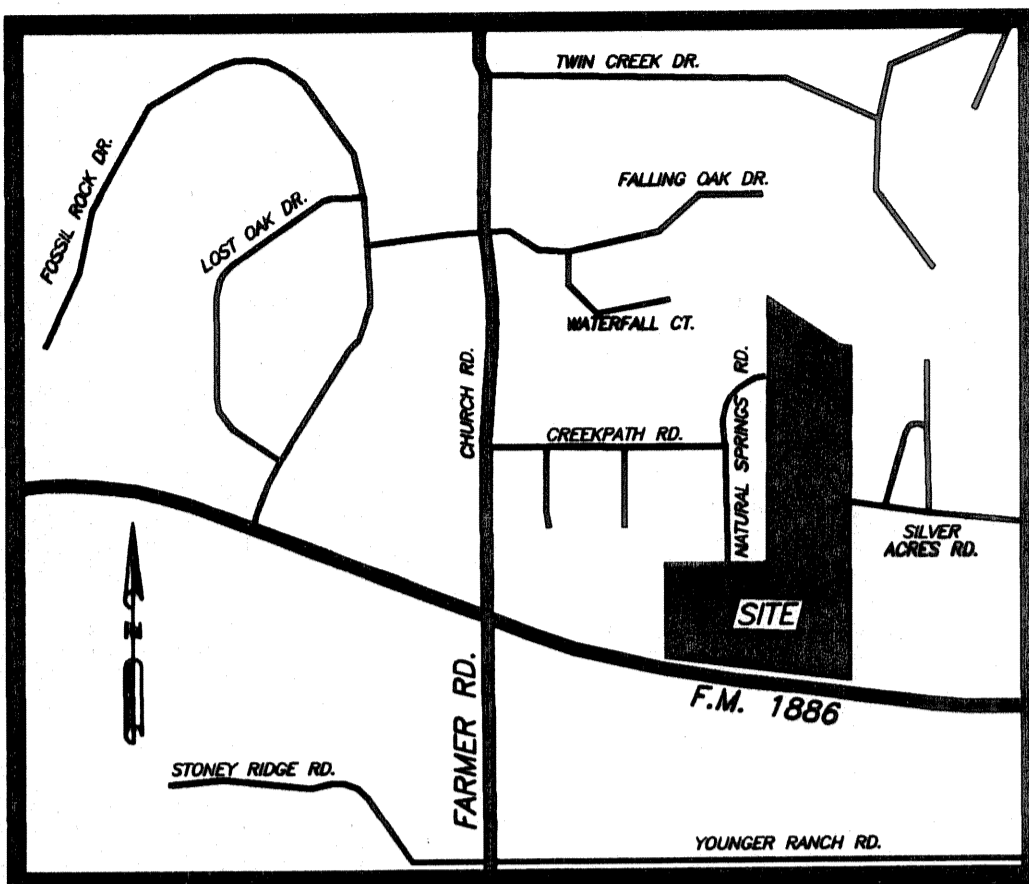 TWIN CREEK DR.
FALLING OAK DR.
FOSSIL ROCK DR.
LOST OAK DR.
WATERFALL CT.
CHURCH RD.
CREEKPATH RD.
NATURAL SPRINGS RD.
SILVER
ACRES RD.
SITE
N
F.M. 1886
FARMER RD.
STONEY RIDGE RD.
YOUNGER RANCH RD.